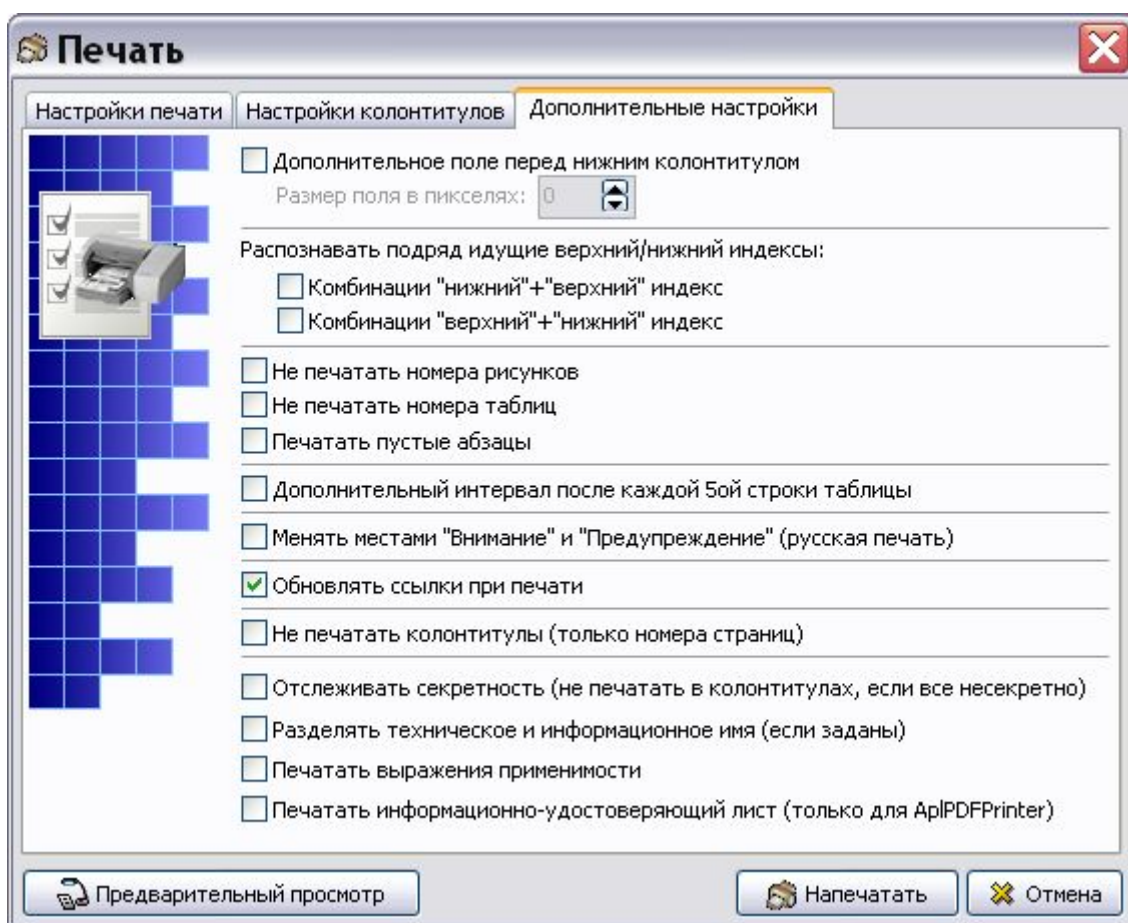 Печать
Настройки печати Настройки колонтитулов Дополнительные настройки
Дополнительное поле перед нижним колонтитулом
Размер поля в пикселях: 0
Распознавать подряд идущие верхний/нижний индексы:
Комбинации "нижний"+"верхний" индекс
Комбинации "верхний"+"нижний" индекс
Не печатать номера рисунков
Не печатать номера таблиц
Печатать пустые абзацы
Дополнительный интервал после каждой 5ой строки таблицы
Менять местами "Внимание" и "Предупреждение" (русская печать)
Обновлять ссылки при печати
Не печатать колонтитулы (только номера страниц)
Отслеживать секретность (не печатать в колонтитулах, если все несекретно)
Разделять техническое и информационное имя (если заданы)
Печатать выражения применимости
Печатать информационно-удостоверяющий лист (только для AplPDFPrinter)
Предварительный просмотр Напечатать Отмена